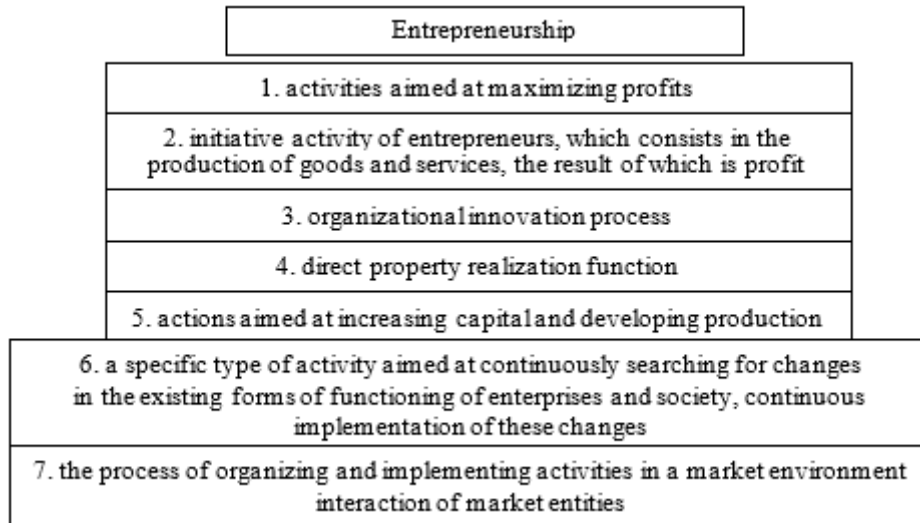 Entrepreneurship
1. activities aimed at maximizing profits
2. initiative activity of entrepreneurs, which consists in the
production of goods and services, the result of which is profit
3. organizational innovation process
4. direct property realization function
5. actions aimed at increasing capital and developing production
6. a specific type of activity aimed at continuously searching for changes
in the existing forms of functioning of enterprises and society, continuous
implementation of these changes
7. the process of organizing and implementing activities in a market environment
interaction of market entities